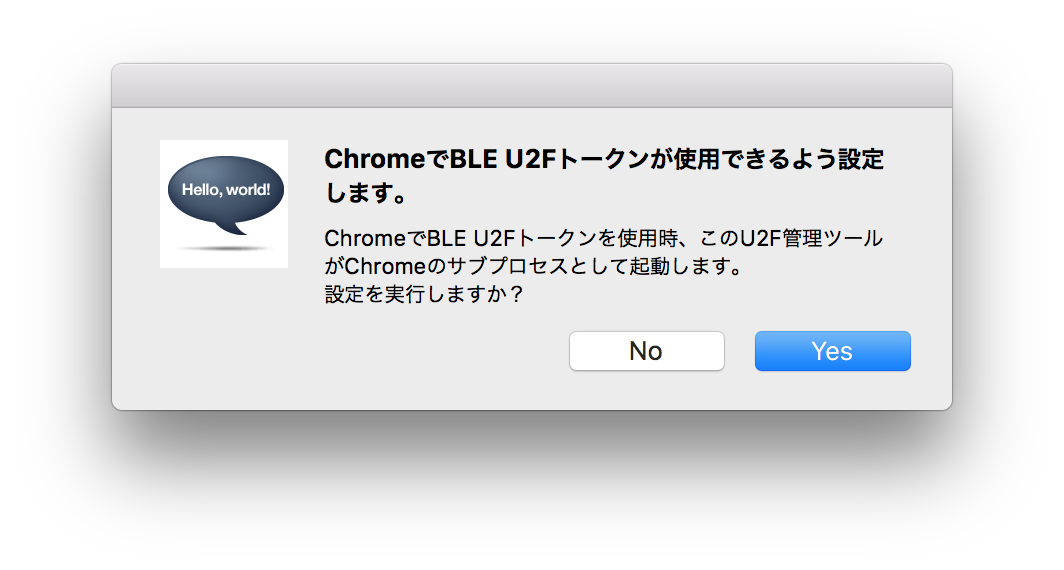 Hello, world!
ChromeでBLE U2Fトークンが使用できるよう設定
します。
ChromeでBLE U2Fトークンを使用時、このU2F管理ツール
がChromeのサブプロセスとして起動します。
設定を実行しますか？
No
Yes